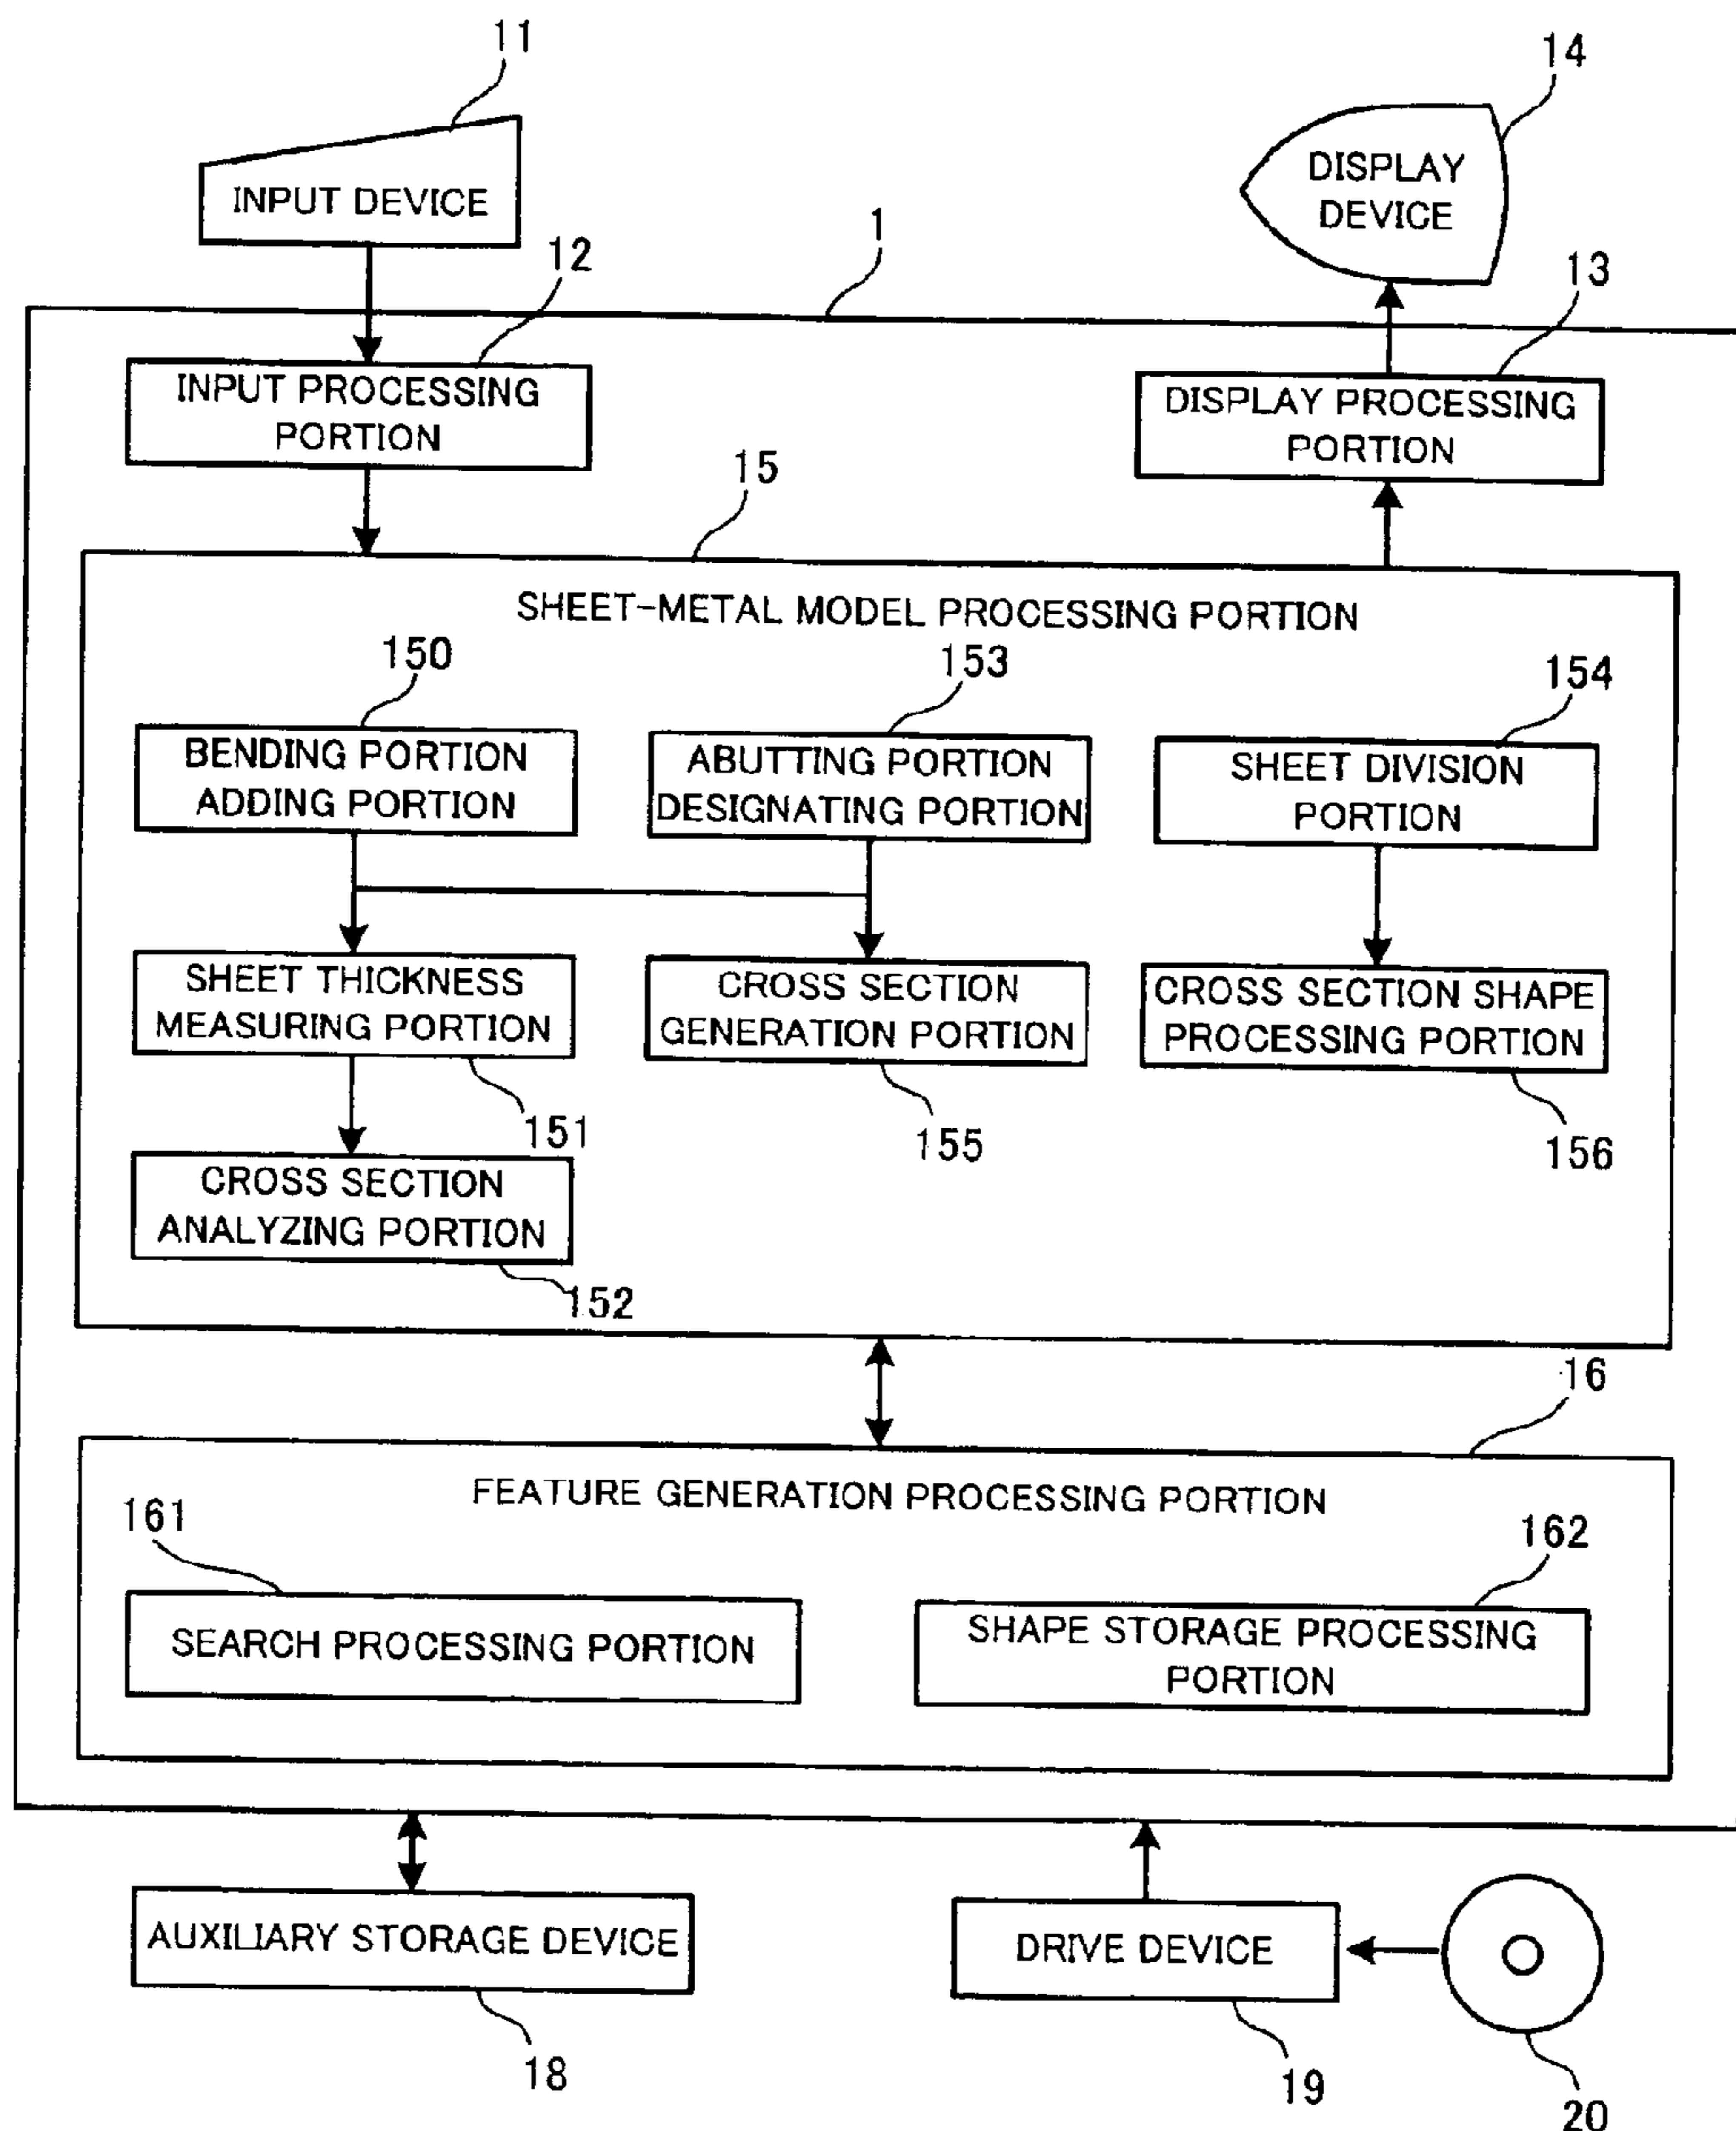 11
14
INPUT DEVICE
DISPLAY
DEVICE
12
1
13
INPUT PROCESSING
PORTION
DISPLAY PROCESSING
PORTION
15
SHEET-METAL MODEL PROCESSING PORTION
150
153
154
BENDING PORTION
ADDING PORTION
ABUTTING PORTION
DESIGNATING PORTION
SHEET DIVISION
PORTION
SHEET THICKNESS
MEASURING PORTION
CROSS SECTION
GENERATION PORTION
CROSS SECTION SHAPE
PROCESSING PORTION
151
155
156
CROSS SECTION
ANALYZING PORTION
152
16
FEATURE GENERATION PROCESSING PORTION
161
162
SEARCH PROCESSING PORTION
SHAPE STORAGE PROCESSING
PORTION
AUXILIARY STORAGE DEVICE
DRIVE DEVICE
18
19
20